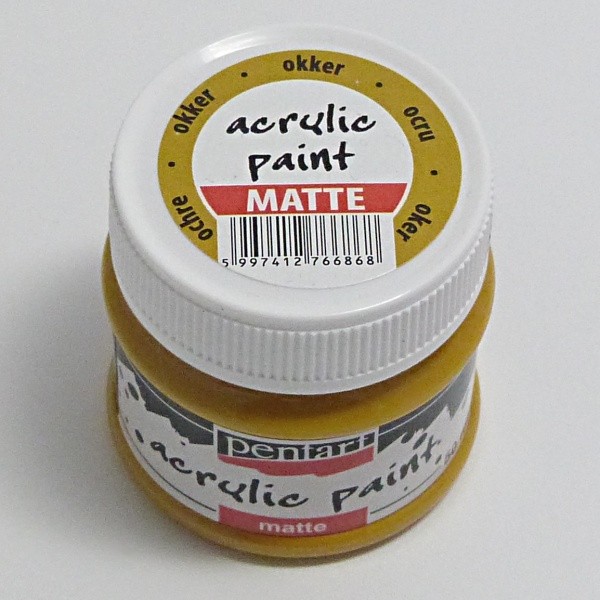 ochre • okker • okker • ocru • oker
acrylic
paint
MATTE
5 997412 766868
pentart
acrylic paint
matte